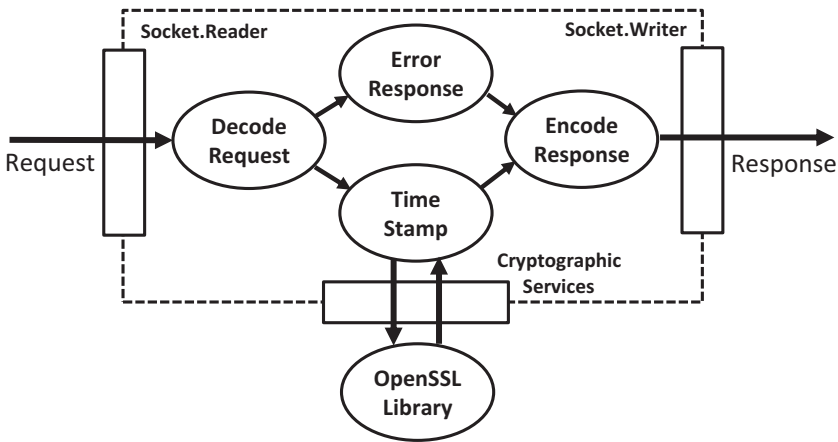 Socket.Reader
Socket.Writer
Error
Response
Decode
Request
Encode
Response
Request
Response
Time
Stamp
Cryptographic
Services
OpenSSL
Library